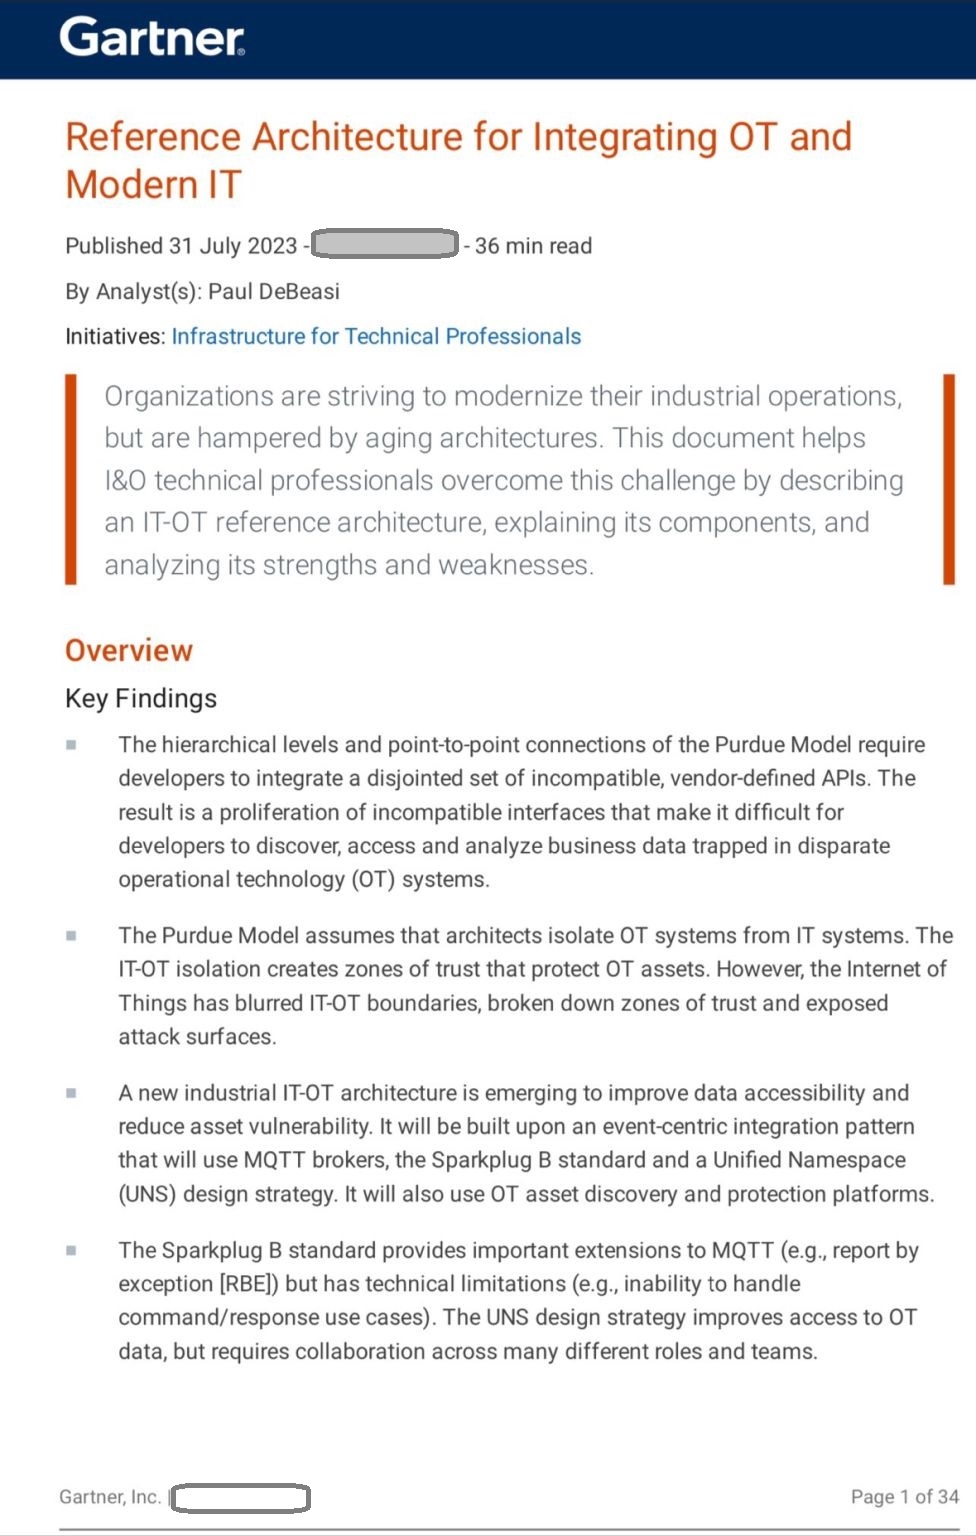 Gartner®
Reference Architecture for Integrating OT and
Modern IT
Published 31 July 2023 - - 36 min read
By Analyst(s): Paul DeBeasi
Initiatives: Infrastructure for Technical Professionals
Organizations are striving to modernize their industrial operations,
but are hampered by aging architectures. This document helps
I&O technical professionals overcome this challenge by describing
an IT-OT reference architecture, explaining its components, and
analyzing its strengths and weaknesses.
Overview
Key Findings
■ The hierarchical levels and point-to-point connections of the Purdue Model require
developers to integrate a disjointed set of incompatible, vendor-defined APIs. The
result is a proliferation of incompatible interfaces that make it difficult for
developers to discover, access and analyze business data trapped in disparate
operational technology (OT) systems.
■ The Purdue Model assumes that architects isolate OT systems from IT systems. The
IT-OT isolation creates zones of trust that protect OT assets. However, the Internet of
Things has blurred IT-OT boundaries, broken down zones of trust and exposed
attack surfaces.
■ A new industrial IT-OT architecture is emerging to improve data accessibility and
reduce asset vulnerability. It will be built upon an event-centric integration pattern
that will use MQTT brokers, the Sparkplug B standard and a Unified Namespace
(UNS) design strategy. It will also use OT asset discovery and protection platforms.
■ The Sparkplug B standard provides important extensions to MQTT (e.g., report by
exception [RBE]) but has technical limitations (e.g., inability to handle
command/response use cases). The UNS design strategy improves access to OT
data, but requires collaboration across many different roles and teams.
Gartner, Inc. | Page 1 of 34